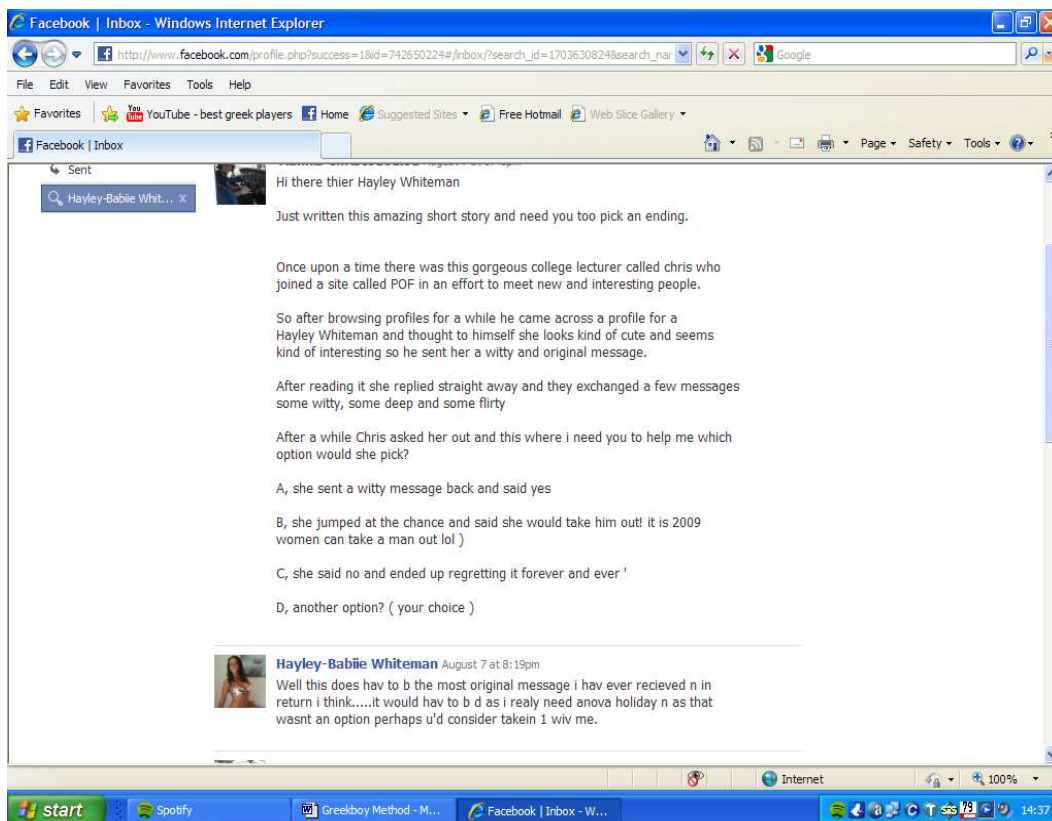 Facebook | Inbox - Windows Internet Explorer
http://www.facebook.com/profile.php?success=1&id=742650224#/inbox/?search_id=1703630824&search_nar
Google
File Edit View Favorites Tools Help
Favorites YouTube - best greek players Home Suggested Sites Free Hotmail Web Slice Gallery
Facebook | Inbox Page Safety Tools
Sent
Hayley-Babiie Whit... x
Hi there thier Hayley Whiteman
Just written this amazing short story and need you too pick an ending.
Once upon a time there was this gorgeous college lecturer called chris who
joined a site called POF in an effort to meet new and interesting people.
So after browsing profiles for a while he came across a profile for a
Hayley Whiteman and thought to himself she looks kind of cute and seems
kind of interesting so he sent her a witty and original message.
After reading it she replied straight away and they exchanged a few messages
some witty, some deep and some flirty
After a while Chris asked her out and this where i need you to help me which
option would she pick?
A, she sent a witty message back and said yes
B, she jumped at the chance and said she would take him out! it is 2009
women can take a man out lol )
C, she said no and ended up regretting it forever and ever '
D, another option? ( your choice )
Hayley-Babiie Whiteman August 7 at 8:19pm
Well this does hav to b the most original message i hav ever recieved n in
return i think.....it would hav to b d as i realy need anova holiday n as that
wasnt an option perhaps u'd consider takein 1 wiv me.
Internet 100%
start Spotify Greekboy Method - M... Facebook | Inbox - W... 79 14:37